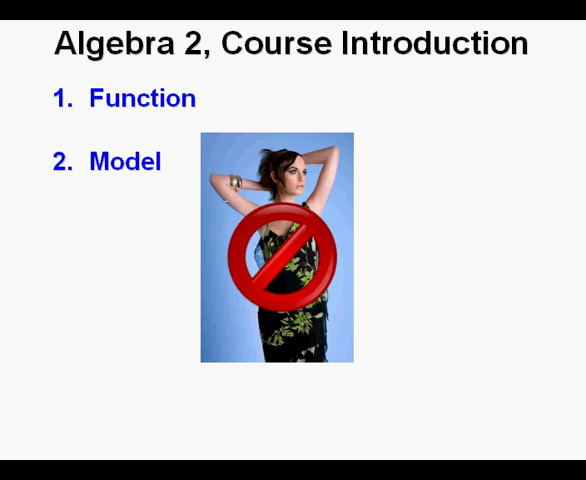 Algebra 2, Course Introduction
1. Function
2. Model